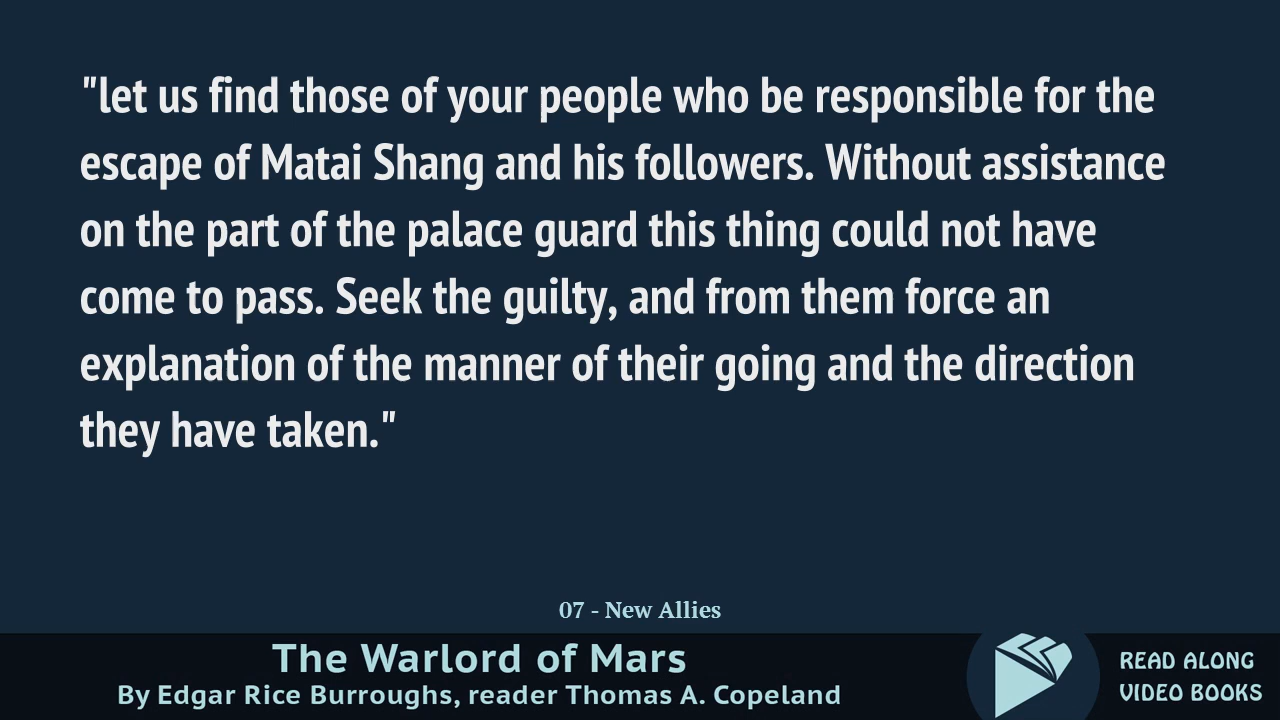 "let us find those of your people who be responsible for the
escape of Matai Shang and his followers. Without assistance
on the part of the palace guard this thing could not have
come to pass. Seek the guilty, and from them force an
explanation of the manner of their going and the direction
they have taken."
07 - New Allies
The Warlord of Mars
By Edgar Rice Burroughs, reader Thomas A. Copeland
READ ALONG
VIDEO BOOKS